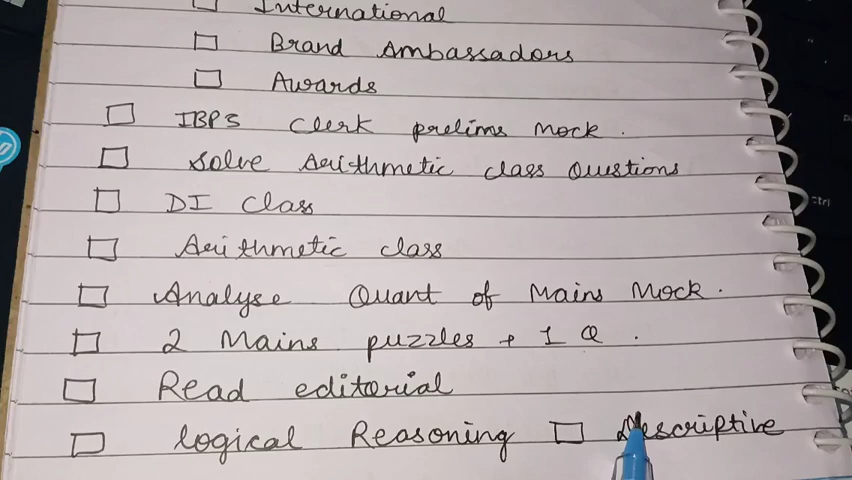 International
Brand Ambassadors
Awards
IBPS Clerk prelims Mock.
Solve Arithmetic class Questions
DI Class
Arithmetic class
Analyse Quant of Mains Mock.
2 Mains puzzles + 1 Q.
Read editorial
logical Reasoning Descriptive
ctrl